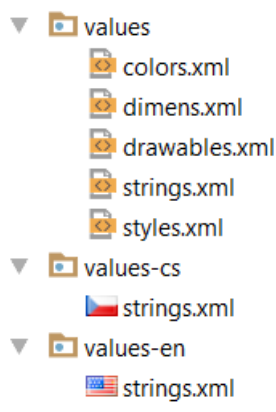 values
colors.xml
dimens.xml
drawables.xml
strings.xml
styles.xml
values-cs
strings.xml
values-en
strings.xml